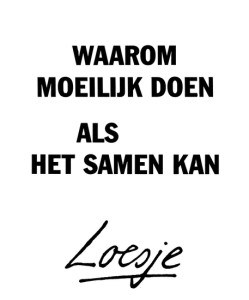 WAAROM
MOEILIJK DOEN
ALS
HET SAMEN KAN
Loesje